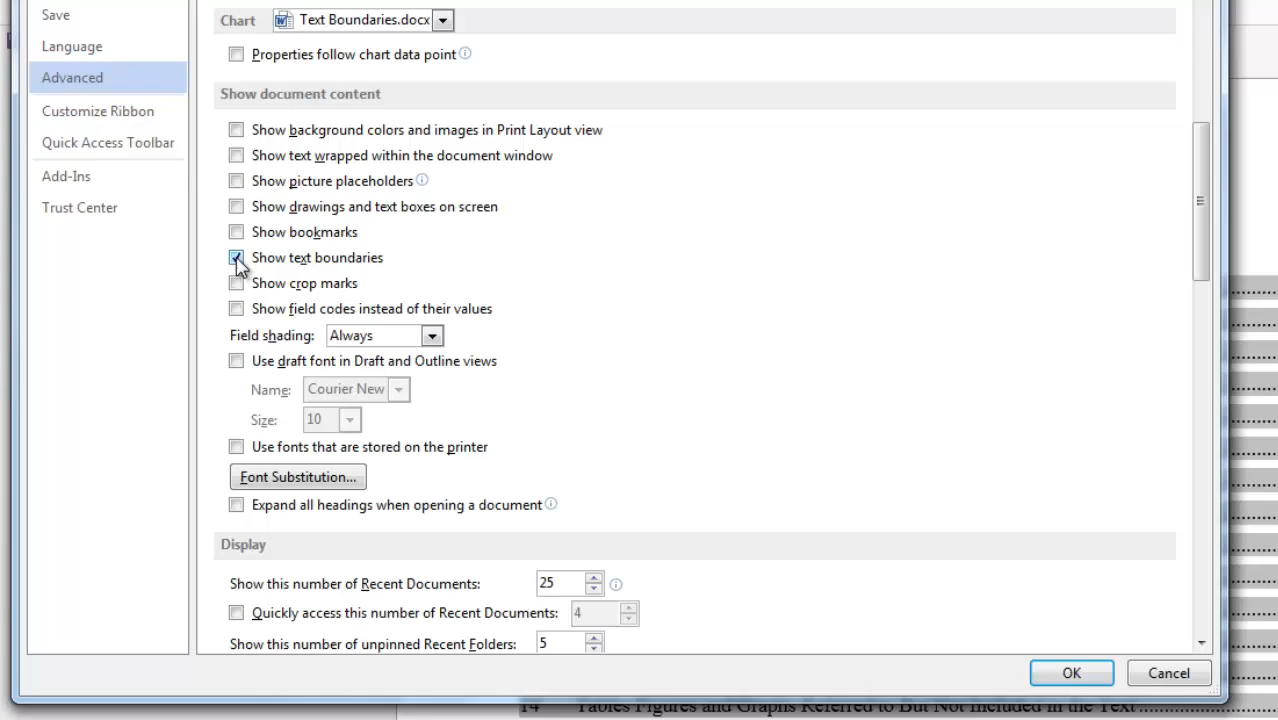 Save
Language
Advanced
Customize Ribbon
Quick Access Toolbar
Add-Ins
Trust Center
Chart Text Boundaries.docx
Properties follow chart data point
Show document content
Show background colors and images in Print Layout view
Show text wrapped within the document window
Show picture placeholders
Show drawings and text boxes on screen
Show bookmarks
Show text boundaries
Show crop marks
Show field codes instead of their values
Field shading: Always
Use draft font in Draft and Outline views
Name: Courier New
Size: 10
Use fonts that are stored on the printer
Font Substitution...
Expand all headings when opening a document
Display
Show this number of Recent Documents: 25
Quickly access this number of Recent Documents: 4
Show this number of unpinned Recent Folders: 5
OK Cancel
14 Tables Figures and Graphs Referred to But Not Included in the Text